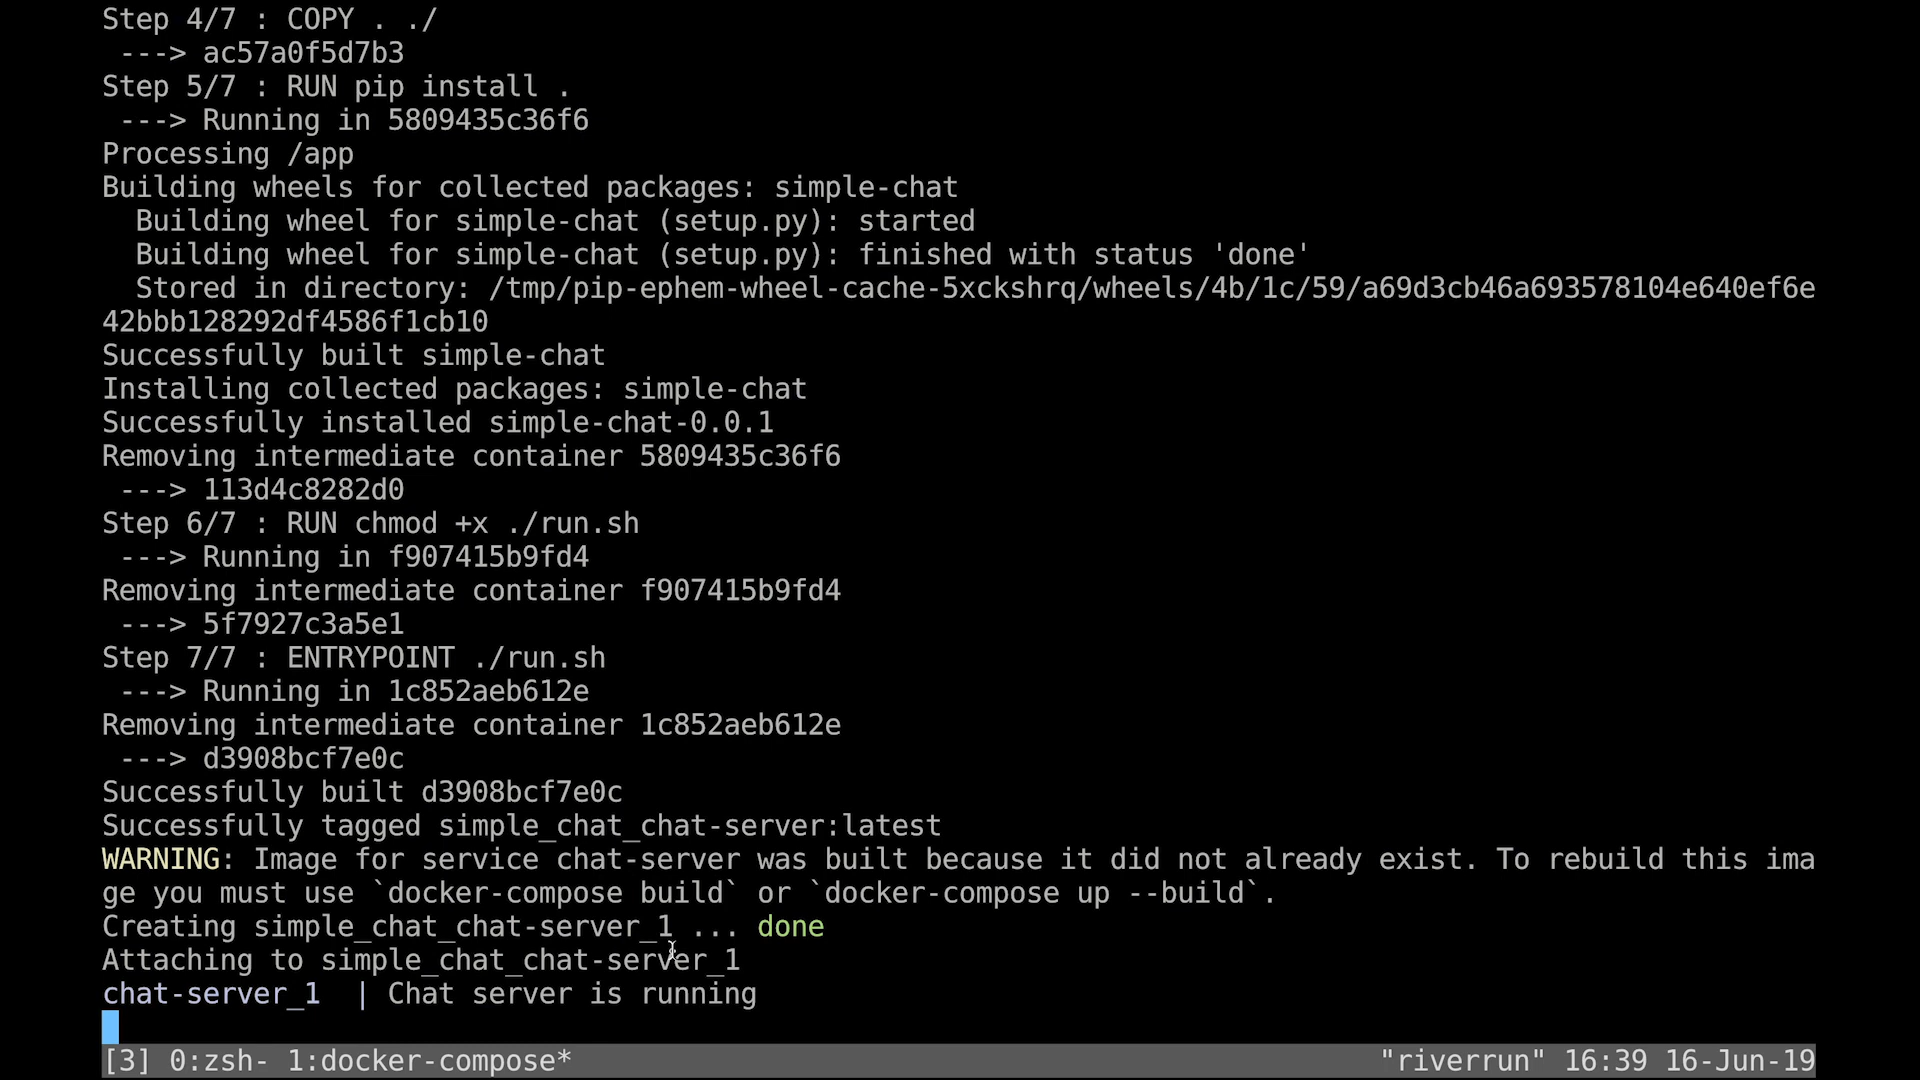 Step 4/7 : COPY . ./
 ---> ac57a0f5d7b3
Step 5/7 : RUN pip install .
 ---> Running in 5809435c36f6
Processing /app
Building wheels for collected packages: simple-chat
  Building wheel for simple-chat (setup.py): started
  Building wheel for simple-chat (setup.py): finished with status 'done'
  Stored in directory: /tmp/pip-ephem-wheel-cache-5xckshrq/wheels/4b/1c/59/a69d3cb46a693578104e640ef6e
42bbb128292df4586f1cb10
Successfully built simple-chat
Installing collected packages: simple-chat
Successfully installed simple-chat-0.0.1
Removing intermediate container 5809435c36f6
 ---> 113d4c8282d0
Step 6/7 : RUN chmod +x ./run.sh
 ---> Running in f907415b9fd4
Removing intermediate container f907415b9fd4
 ---> 5f7927c3a5e1
Step 7/7 : ENTRYPOINT ./run.sh
 ---> Running in 1c852aeb612e
Removing intermediate container 1c852aeb612e
 ---> d3908bcf7e0c
Successfully built d3908bcf7e0c
Successfully tagged simple_chat_chat-server:latest
WARNING: Image for service chat-server was built because it did not already exist. To rebuild this ima
ge you must use `docker-compose build` or `docker-compose up --build`.
Creating simple_chat_chat-server_1 ... done
Attaching to simple_chat_chat-server_1
chat-server_1  | Chat server is running
[3] 0:zsh- 1:docker-compose* "riverrun" 16:39 16-Jun-19